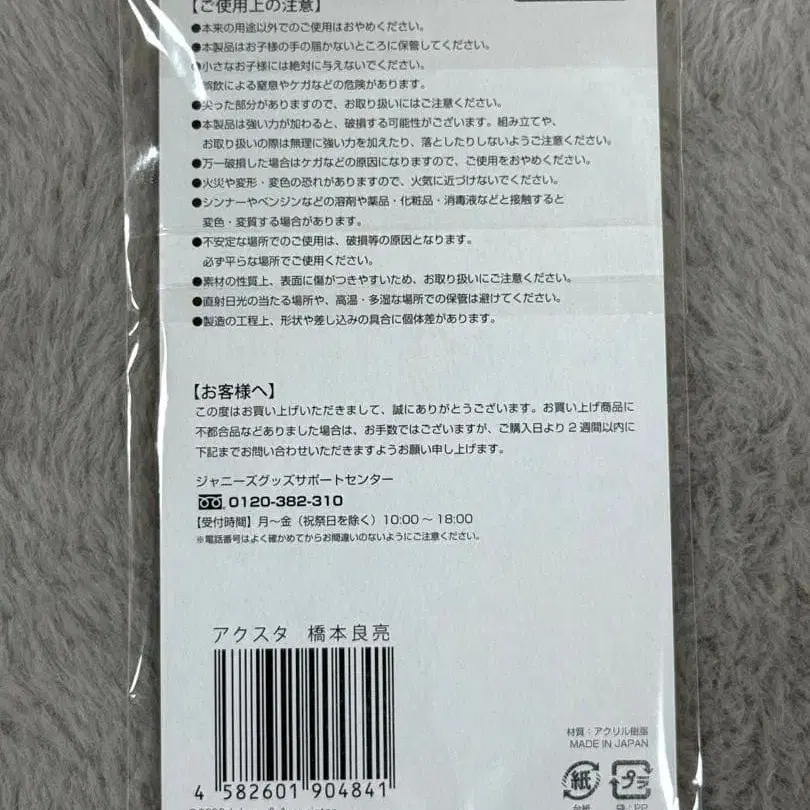 【ご使用上の注意】
●本来の用途以外でのご使用はおやめください。
●本製品はお子様の手の届かないところに保管してください。
●小さなお子様には絶対に与えないでください。
誤飲による窒息やケガなどの危険があります。
●尖った部分がありますので、お取り扱いにはご注意ください。
●本製品は強い力が加わると、破損する可能性がございます。組み立てや、
お取り扱いの際は無理に強い力を加えたり、落としたりしないようご注意ください。
●万一破損した場合はケガなどの原因になりますので、ご使用をおやめください。
●火災や変形・変色の恐れがありますので、火気に近づけないでください。
●シンナーやベンジンなどの溶剤や薬品・化粧品・消毒液などと接触すると
変色・変質する場合があります。
●不安定な場所でのご使用は、破損等の原因となります。
必ず平らな場所でご使用ください。
●素材の性質上、表面に傷がつきやすいため、お取り扱いにご注意ください。
●直射日光の当たる場所や、高温・多湿な場所での保管は避けてください。
●製造の工程上、形状や差し込みの具合に個体差があります。
【お客様へ】
この度はお買い上げいただきまして、誠にありがとうございます。お買い上げ商品に
不都合品などありました場合は、お手数ではございますが、ご購入日より2週間以内に
下記までお問い合わせいただきますようお願い申し上げます。
ジャニーズグッズサポートセンター
0120-382-310
【受付時間】月〜金（祝祭日を除く）10:00〜18:00
※電話番号はよく確かめてからお間違いのないようにご注意ください。
アクスタ 橋本良亮
4 582601 904841
材質：アクリル樹脂
MADE IN JAPAN
紙 プラ
台紙 袋：PP